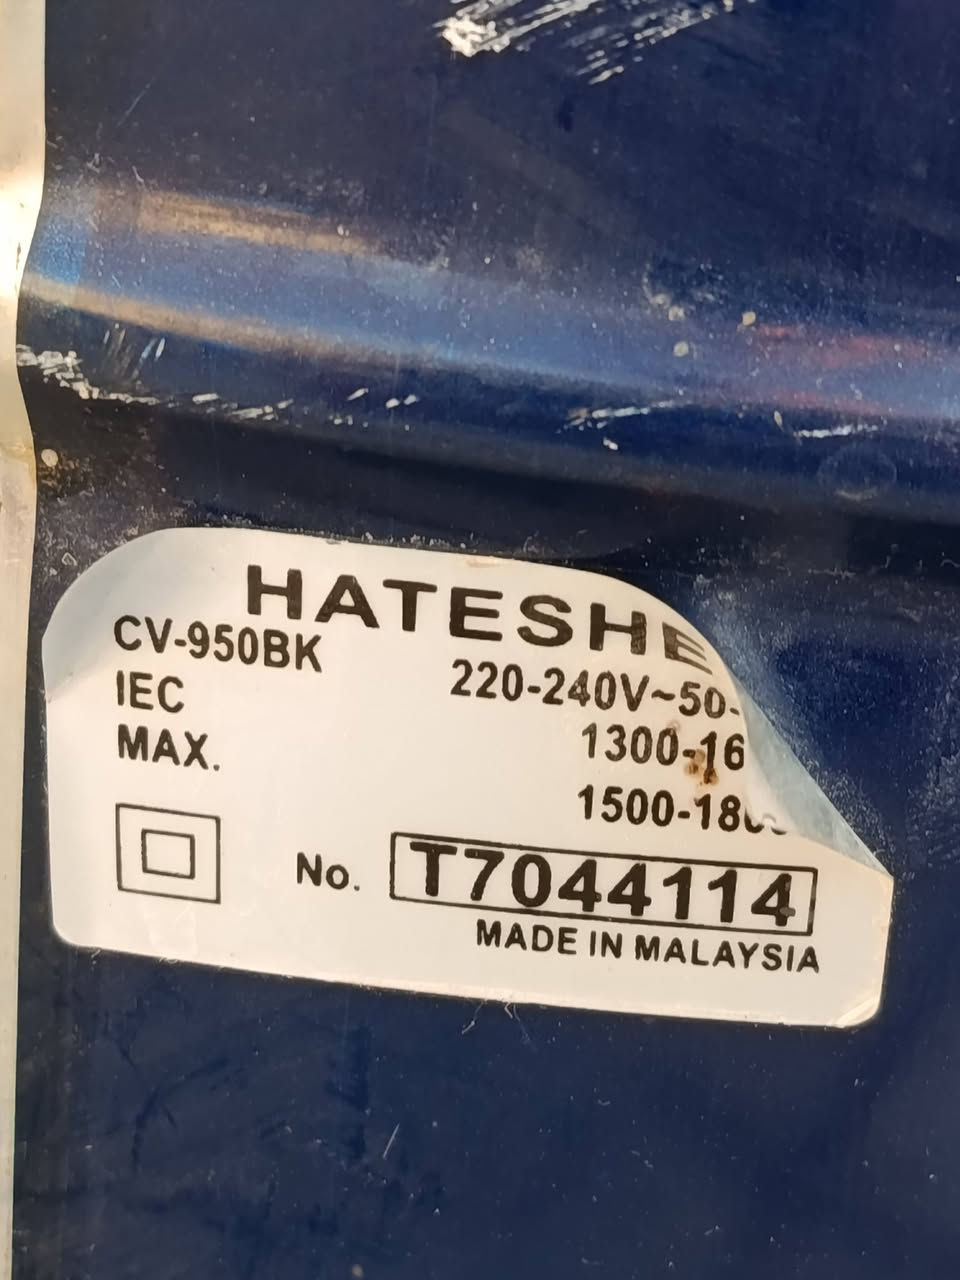 HATESHE
CV-950BK
220-240V~50-
IEC
1300-16
MAX.
1500-180
No. T7044114
MADE IN MALAYSIA